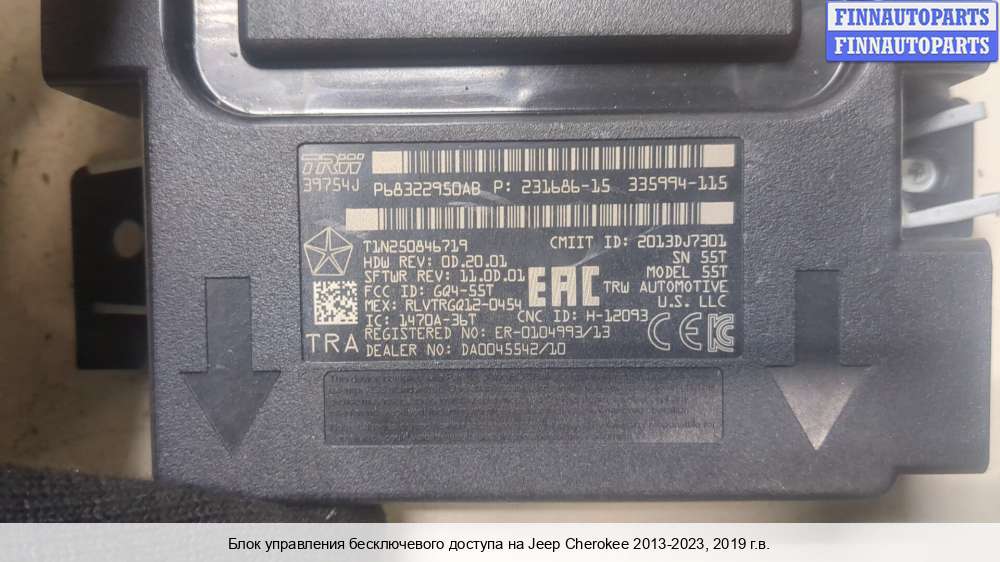 FINNAUTOPARTS
FINNAUTOPARTS
TRW
39754J P68322950AB P: 231686-15 335994-115
T1N250846719 CMIIT ID: 2013DJ7301
HDW REV: 0D.20.01 SN 55T
SFTWR REV: 11.0D.01 MODEL 55T
FCC ID: GQ4-55T EAC TRW AUTOMOTIVE
MEX: RLVTRGQ12-0454 U.S. LLC
IC: 1470A-36T CNC ID: H-12093
REGISTERED NO: ER-0104993/13
TRA DEALER NO: DA0045542/10
CE
Блок управления бесключевого доступа на Jeep Cherokee 2013-2023, 2019 г.в.